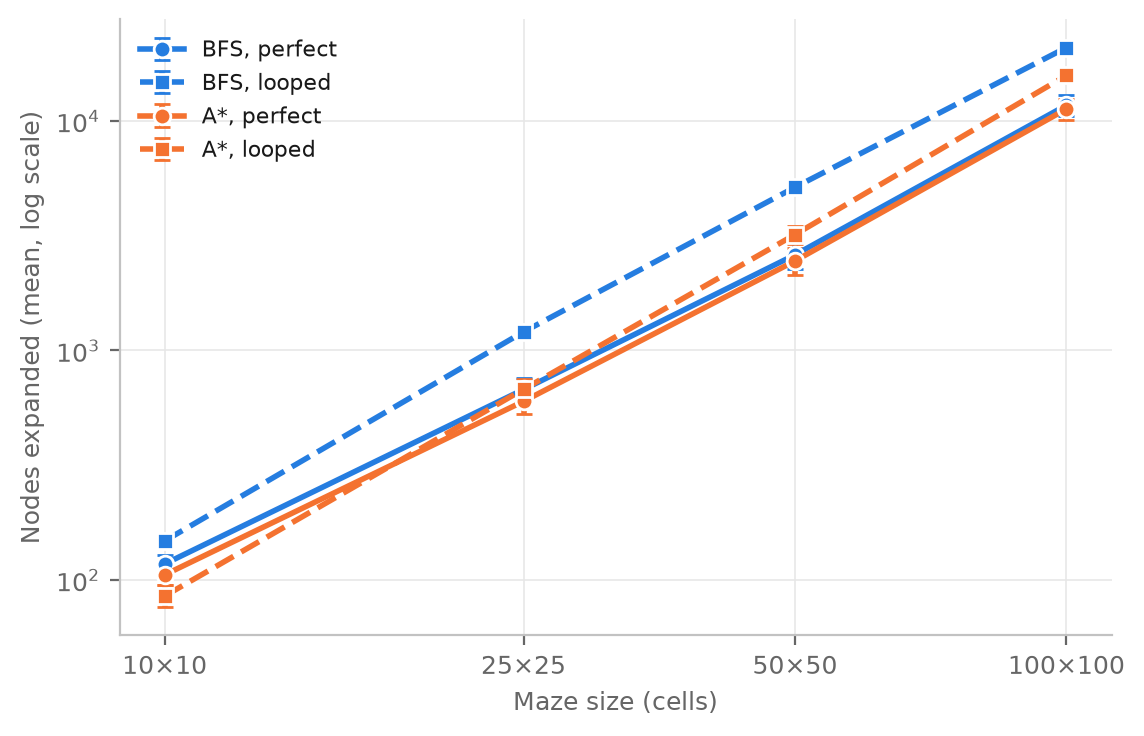 BFS, perfect
BFS, looped
A*, perfect
A*, looped
Nodes expanded (mean, log scale)
10⁴
10³
10²
10×10
25×25
50×50
100×100
Maze size (cells)